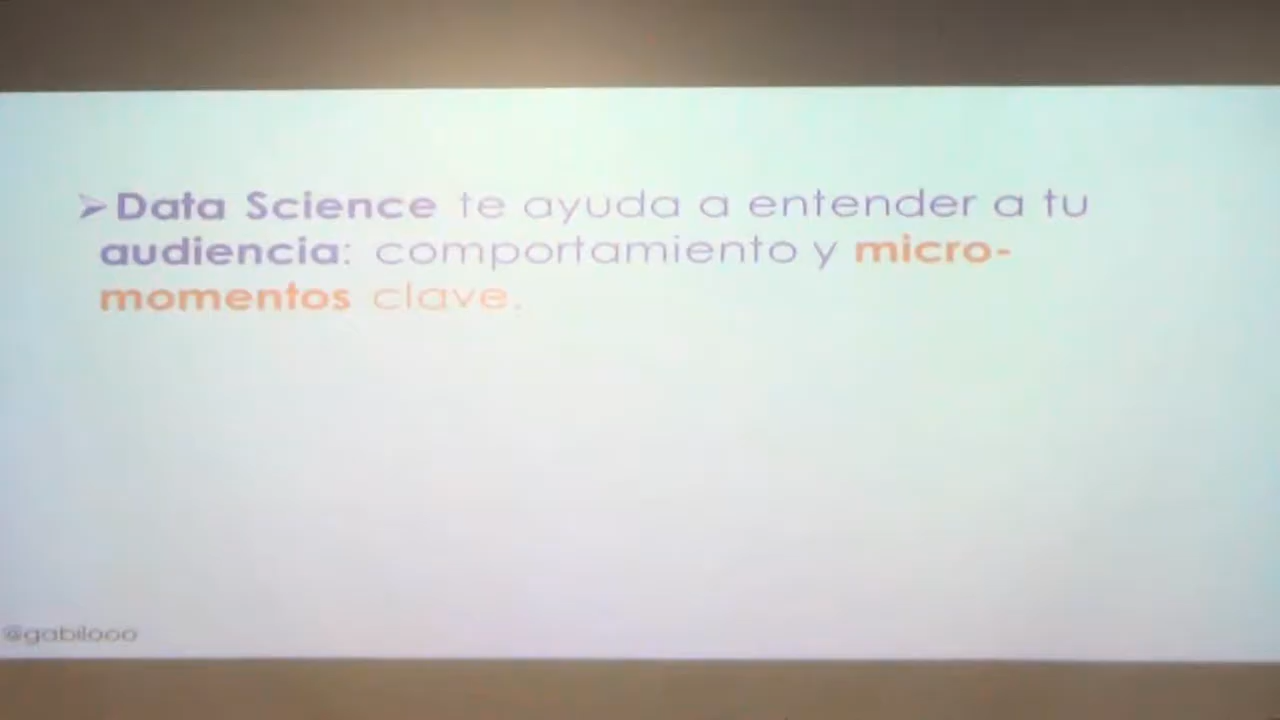 ➢Data Science te ayuda a entender a tu
audiencia: comportamiento y micro-
momentos clave.
@gabilooo